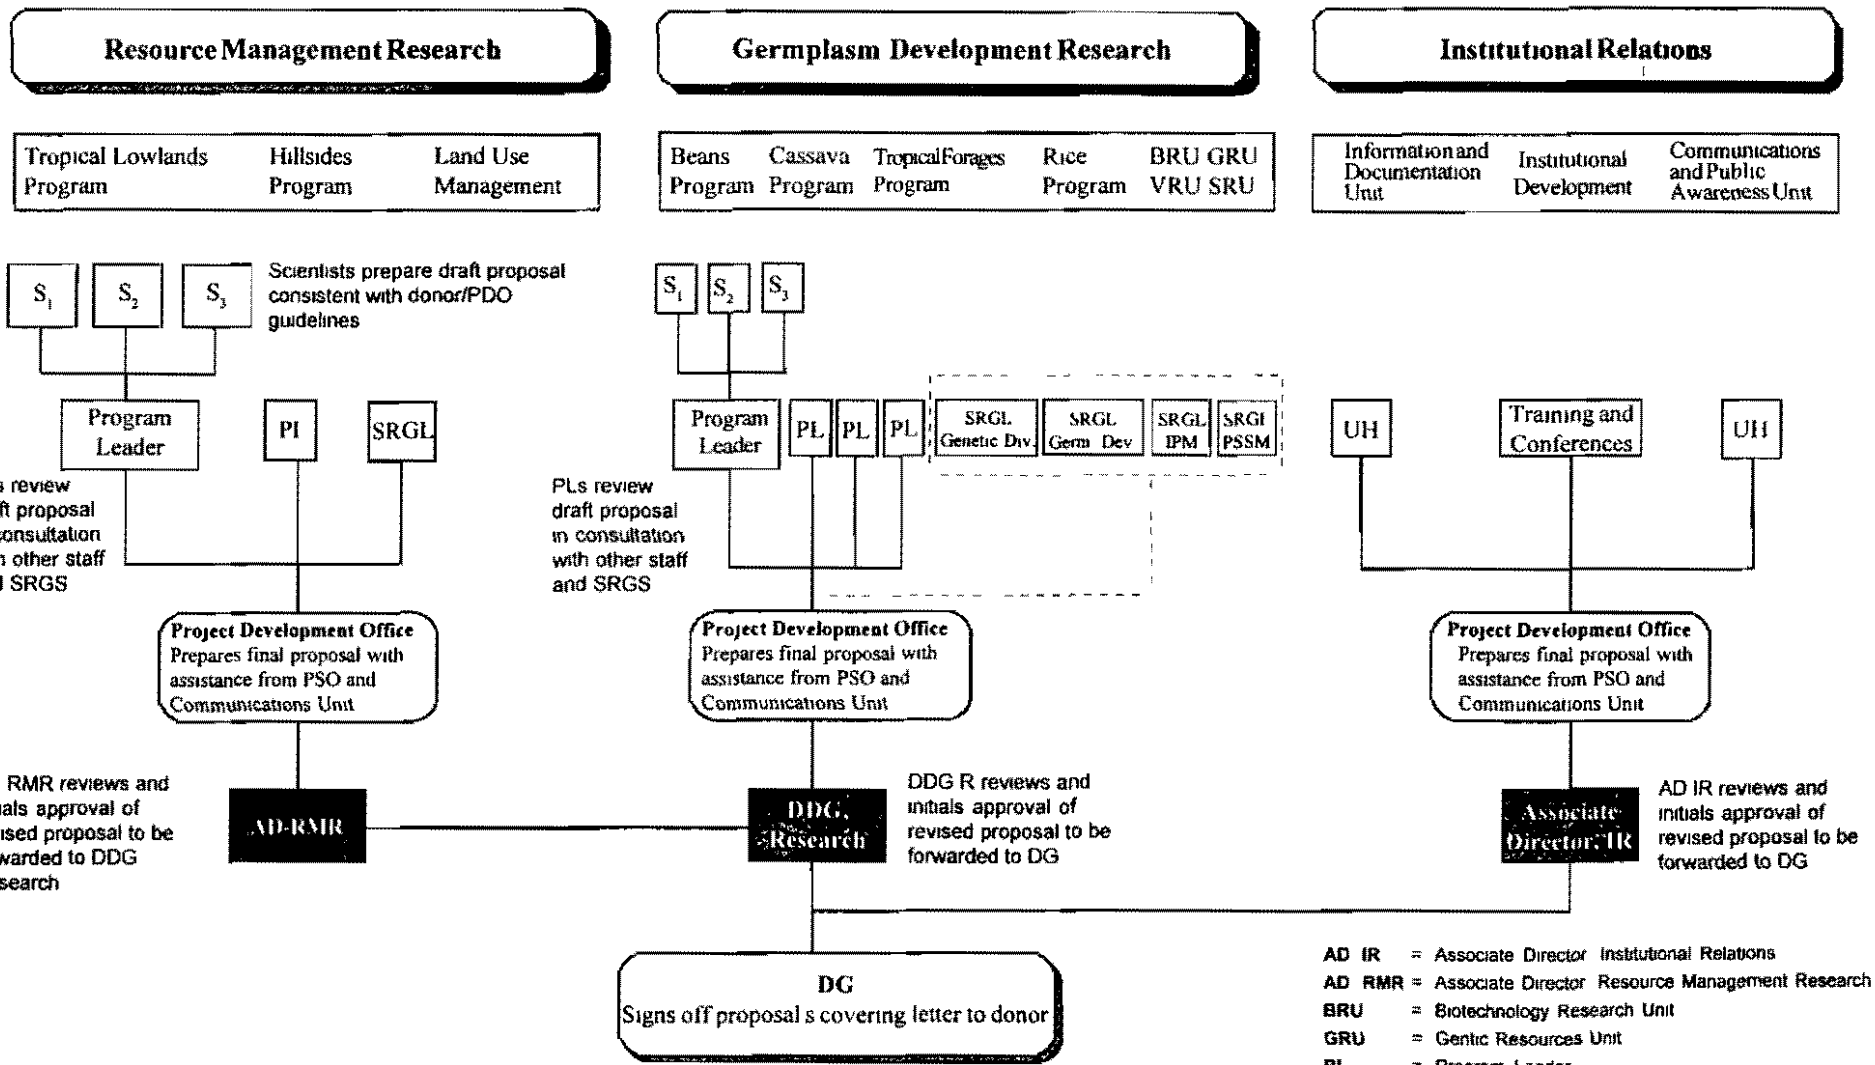 Resource Management Research
Germplasm Development Research
Institutional Relations
Tropical Lowlands
Program
Hillsides
Program
Land Use
Management
Beans
Program
Cassava
Program
Tropical Forages
Program
Rice
Program
BRU GRU
VRU SRU
Information and
Documentation
Unit
Institutional
Development
Communications
and Public
Awareness Unit
S1
S2
S3
Scientists prepare draft proposal
consistent with donor/PDO
guidelines
S1
S2
S3
Program
Leader
PI
SRGL
Program
Leader
PL
PL
PL
SRGL
Genetic Div.
SRGL
Germ Dev
SRGL
IPM
SRGI
PSSM
UH
Training and
Conferences
UH
s review
ft proposal
consultation
n other staff
d SRGS
PLs review
draft proposal
in consultation
with other staff
and SRGS
Project Development Office
Prepares final proposal with
assistance from PSO and
Communications Unit
Project Development Office
Prepares final proposal with
assistance from PSO and
Communications Unit
Project Development Office
Prepares final proposal with
assistance from PSO and
Communications Unit
RMR reviews and
ials approval of
ised proposal to be
warded to DDG
search
AD-RMR
DDG,
Research
DDG R reviews and
initials approval of
revised proposal to be
forwarded to DG
Associate
Director, IR
AD IR reviews and
initials approval of
revised proposal to be
forwarded to DG
DG
Signs off proposal s covering letter to donor
AD IR = Associate Director Institutional Relations
AD RMR = Associate Director Resource Management Research
BRU = Biotechnology Research Unit
GRU = Gentic Resources Unit